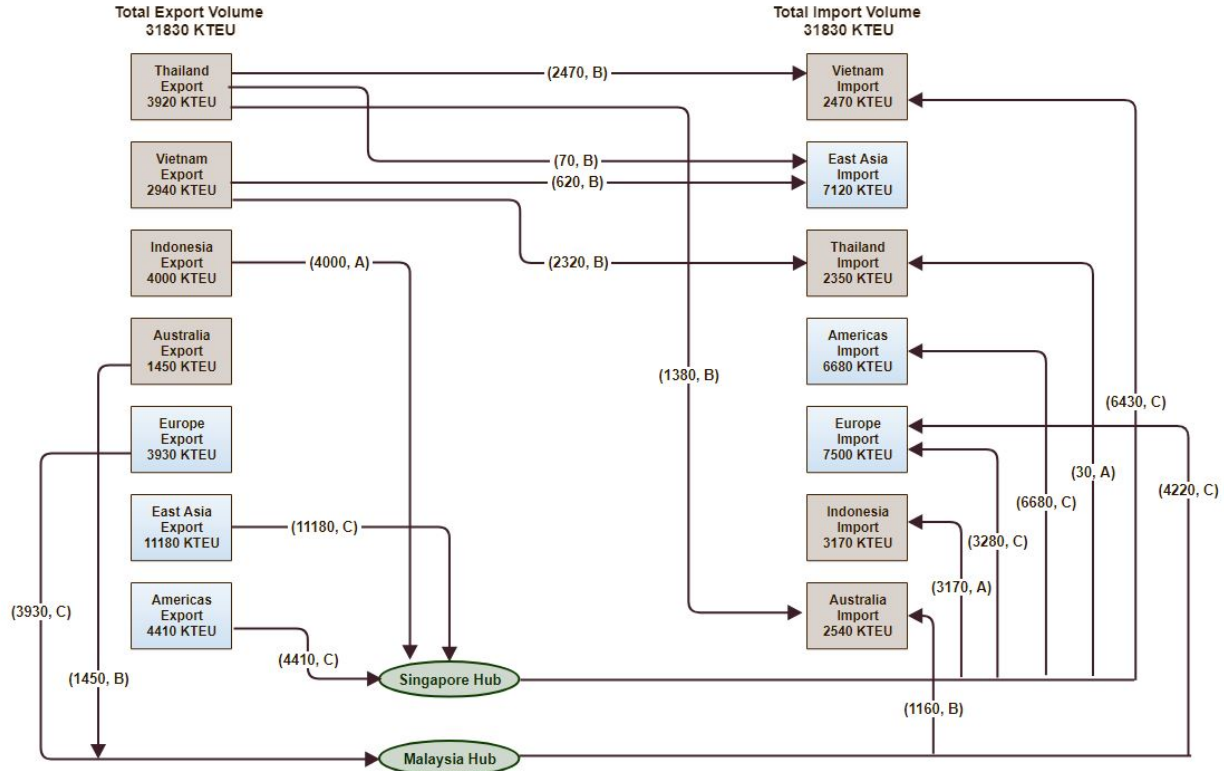 Total Export Volume
31830 KTEU
Total Import Volume
31830 KTEU
Thailand
Export
3920 KTEU
(2470, B)
Vietnam
Import
2470 KTEU
Vietnam
Export
2940 KTEU
(70, B)
(620, B)
East Asia
Import
7120 KTEU
Indonesia
Export
4000 KTEU
(4000, A)
(2320, B)
Thailand
Import
2350 KTEU
Australia
Export
1450 KTEU
(1380, B)
Americas
Import
6680 KTEU
(6430, C)
Europe
Export
3930 KTEU
Europe
Import
7500 KTEU
(30, A)
(4220, C)
East Asia
Export
11180 KTEU
(11180, C)
Indonesia
Import
3170 KTEU
(6680, C)
(3280, C)
(3170, A)
(3930, C)
Americas
Export
4410 KTEU
(4410, C)
Australia
Import
2540 KTEU
(1450, B)
Singapore Hub
(1160, B)
Malaysia Hub